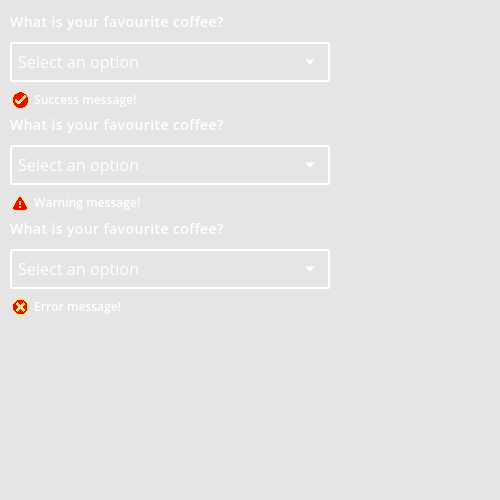 What is your favourite coffee?
Select an option
Success message!
What is your favourite coffee?
Select an option
Warning message!
What is your favourite coffee?
Select an option
Error message!